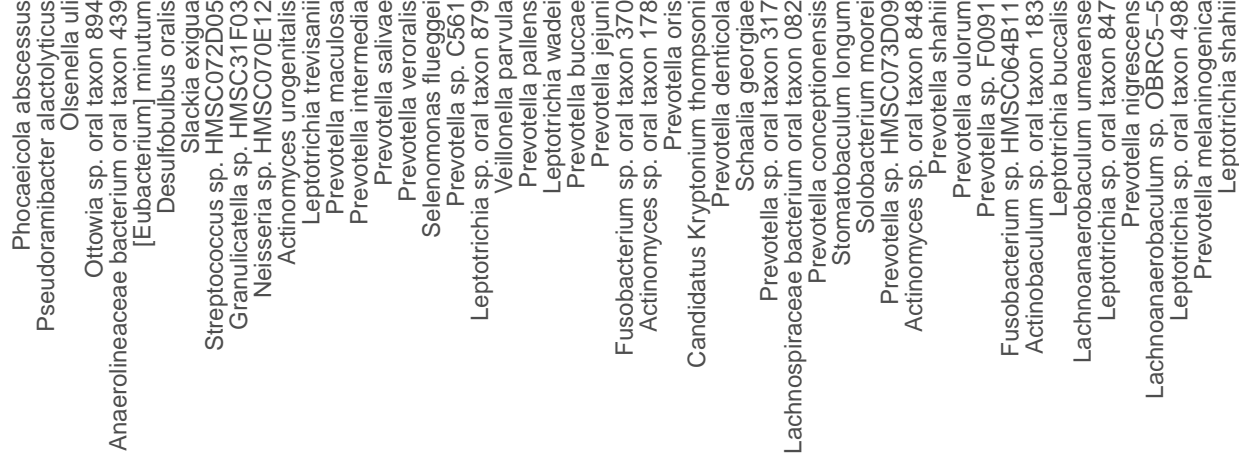 Phocaeicola abscessus
Pseudoramibacter alactolyticus
Olsenella uli
Ottowia sp. oral taxon 894
Anaerolineaceae bacterium oral taxon 439
[Eubacterium] minutum
Desulfobulbus oralis
Slackia exigua
Streptococcus sp. HMSC072D05
Granulicatella sp. HMSC31F03
Neisseria sp. HMSC070E12
Actinomyces urogenitalis
Leptotrichia trevisanii
Prevotella maculosa
Prevotella intermedia
Prevotella salivae
Prevotella veroralis
Selenomonas flueggei
Prevotella sp. C561
Leptotrichia sp. oral taxon 879
Veillonella parvula
Prevotella pallens
Leptotrichia wadei
Prevotella buccae
Prevotella jejuni
Fusobacterium sp. oral taxon 370
Actinomyces sp. oral taxon 178
Prevotella oris
Candidatus Kryptonium thompsoni
Prevotella denticola
Schaalia georgiae
Prevotella sp. oral taxon 317
Lachnospiraceae bacterium oral taxon 082
Prevotella conceptionensis
Stomatobaculum longum
Solobacterium moorei
Prevotella sp. HMSC073D09
Actinomyces sp. oral taxon 848
Prevotella shahii
Prevotella oulorum
Prevotella sp. F0091
Fusobacterium sp. HMSC064B11
Actinobaculum sp. oral taxon 183
Leptotrichia buccalis
Lachnoanaerobaculum umeaense
Leptotrichia sp. oral taxon 847
Prevotella nigrescens
Lachnoanaerobaculum sp. OBRC5−5
Leptotrichia sp. oral taxon 498
Prevotella melaninogenica
Leptotrichia shahii